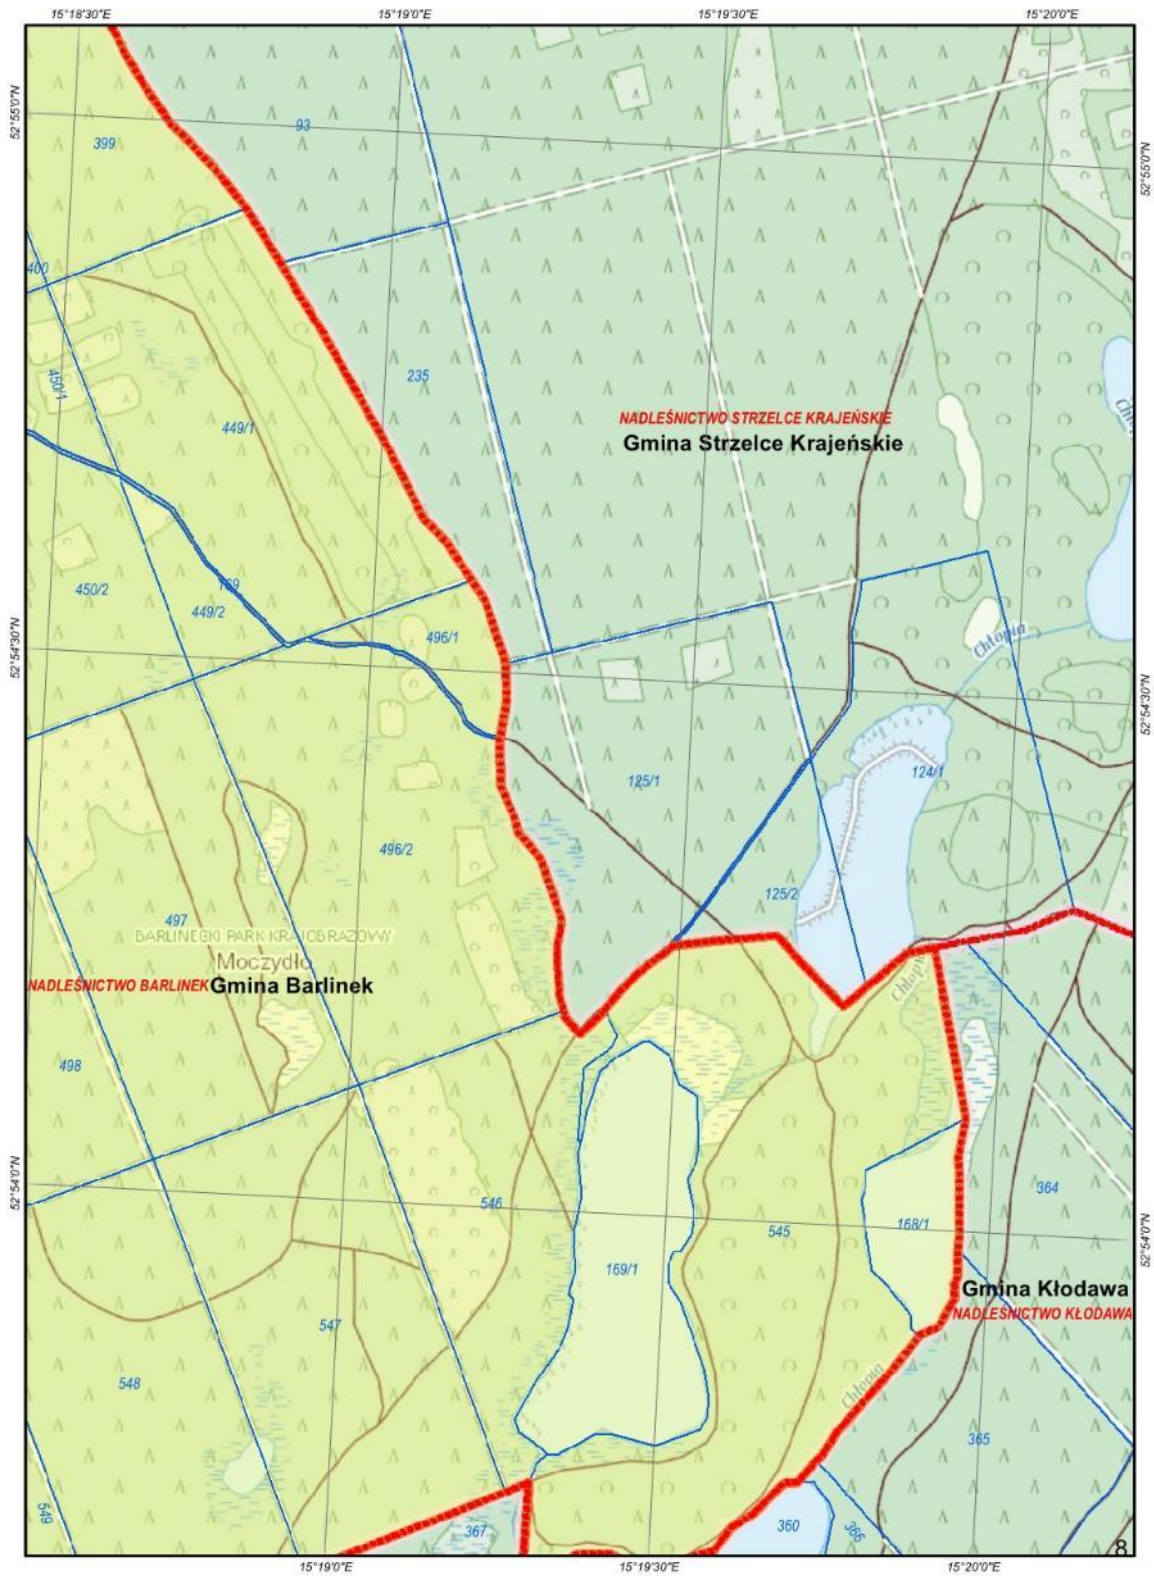 15°18'30"E
15°19'0"E
15°19'30"E
15°20'0"E
52°55'0"N
52°55'0"N
93
399
400
235
450/1
449/1
NADLEŚNICTWO STRZELCE KRAJEŃSKIE
Gmina Strzelce Krajeńskie
169
450/2
449/2
496/1
Chłopia
52°54'30"N
52°54'30"N
125/1
124/1
496/2
125/2
497
BARLINECKI PARK KRAJOBRAZOWY
Moczydło
NADLEŚNICTWO BARLINEK
Gmina Barlinek
Chłopia
498
364
52°54'0"N
52°54'0"N
546
545
168/1
169/1
Gmina Kłodawa
NADLEŚNICTWO KŁODAWA
547
548
Chłopia
365
549
367
360
366
8
15°19'0"E
15°19'30"E
15°20'0"E